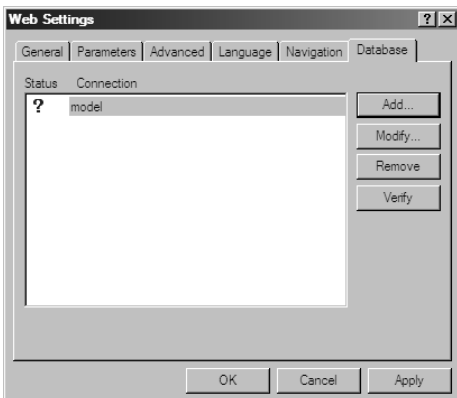 Web Settings
General Parameters Advanced Language Navigation Database
Status Connection
? model
Add...
Modify...
Remove
Verify
OK Cancel Apply